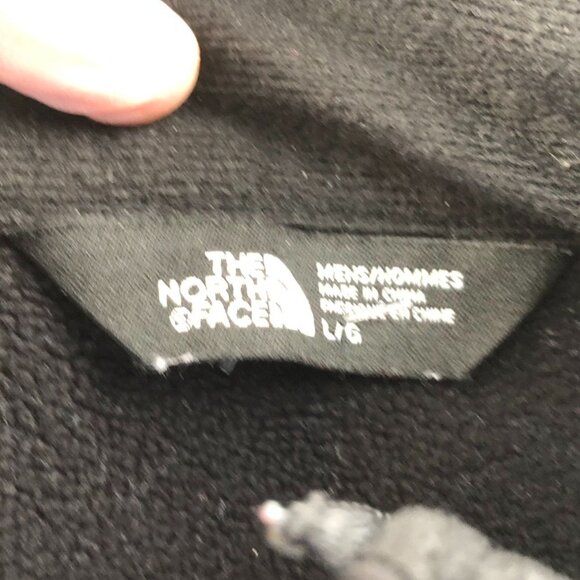 THE
NORTH
FACE
MENS/HOMMES
MADE IN CHINA
L/G